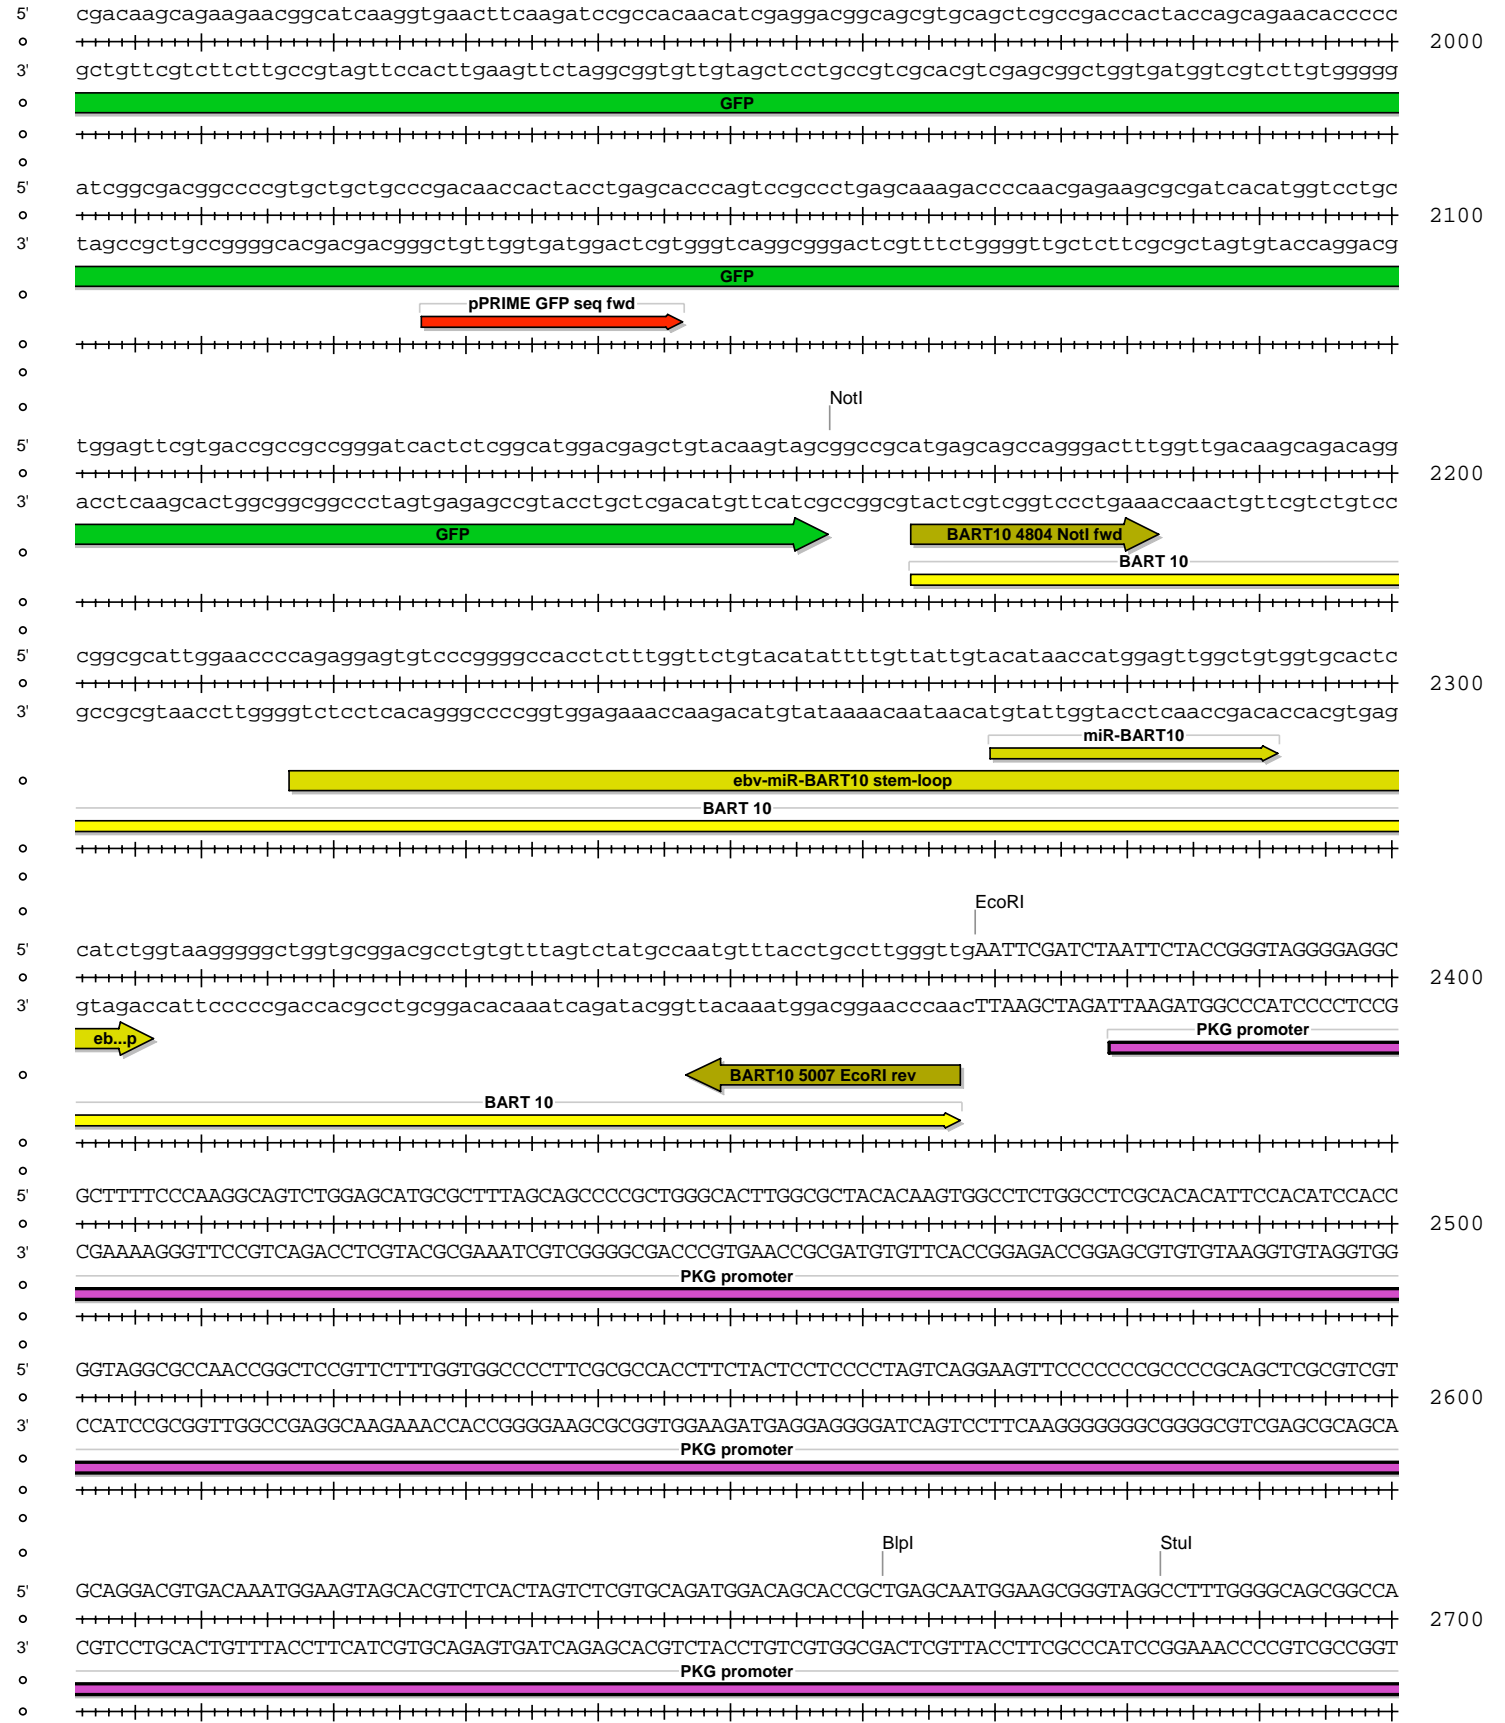 5' cgacaagcagaagaacggcatcaaggtgaacttcaagatccgccacaacatcgaggacggcagcgtgcagctcgccgaccactaccagcagaacaccccc
2000
3' gctgttcgtcttcttgccgtagttccacttgaagttctaggcggtgttgtagctcctgccgtcgcacgtcgagcggctggtgatggtcgtcttgtggggg
GFP
5' atcggcgacggccccgtgctgctgcccgacaaccactacctgagcacccagtccgccctgagcaaagaccccaacgagaagcgcgatcacatggtcctgc
2100
3' tagccgctgccggggcacgacgacgggctgttggtgatggactcgtgggtcaggcgggactcgtttctggggttgctcttcgcgctagtgtaccaggacg
GFP
pPRIME GFP seq fwd
NotI
5' tggagttcgtgaccgccgccgggatcactctcggcatggacgagctgtacaagtagcggccgcatgagcagccagggactttggttgacaagcagacagg
2200
3' acctcaagcactggcggcggccctagtgagagccgtacctgctcgacatgttcatcgccggcgtactcgtcggtccctgaaaccaactgttcgtctgtcc
GFP
BART10 4804 NotI fwd
BART 10
5' cggcgcattggaaccccagaggagtgtcccggggccacctctttggttctgtacatattttgttattgtacataaccatggagttggctgtggtgcactc
2300
3' gccgcgtaaccttggggtctcctcacagggccccggtggagaaaccaagacatgtataaaacaataacatgtattggtacctcaaccgacaccacgtgag
miR-BART10
ebv-miR-BART10 stem-loop
BART 10
EcoRI
5' catctggtaagggggctggtgcggacgcctgtgtttagtctatgccaatgtttacctgccttgggttgAATTCGATCTAATTCTACCGGGTAGGGGAGGC
2400
3' gtagaccattcccccgaccacgcctgcggacacaaatcagatacggttacaaatggacggaacccaacTTAAGCTAGATTAAGATGGCCCATCCCCTCCG
eb...p
PKG promoter
BART10 5007 EcoRI rev
BART 10
5' GCTTTTCCCAAGGCAGTCTGGAGCATGCGCTTTAGCAGCCCCGCTGGGCACTTGGCGCTACACAAGTGGCCTCTGGCCTCGCACACATTCCACATCCACC
2500
3' CGAAAAGGGTTCCGTCAGACCTCGTACGCGAAATCGTCGGGGCGACCCGTGAACCGCGATGTGTTCACCGGAGACCGGAGCGTGTGTAAGGTGTAGGTGG
PKG promoter
5' GGTAGGCGCCAACCGGCTCCGTTCTTTGGTGGCCCCTTCGCGCCACCTTCTACTCCTCCCCTAGTCAGGAAGTTCCCCCCCGCCCCGCAGCTCGCGTCGT
2600
3' CCATCCGCGGTTGGCCGAGGCAAGAAACCACCGGGGAAGCGCGGTGGAAGATGAGGAGGGGATCAGTCCTTCAAGGGGGGGCGGGGCGTCGAGCGCAGCA
PKG promoter
BlpI
StuI
5' GCAGGACGTGACAAATGGAAGTAGCACGTCTCACTAGTCTCGTGCAGATGGACAGCACCGCTGAGCAATGGAAGCGGGTAGGCCTTTGGGGCAGCGGCCA
2700
3' CGTCCTGCACTGTTTACCTTCATCGTGCAGAGTGATCAGAGCACGTCTACCTGTCGTGGCGACTCGTTACCTTCGCCCATCCGGAAACCCCGTCGCCGGT
PKG promoter